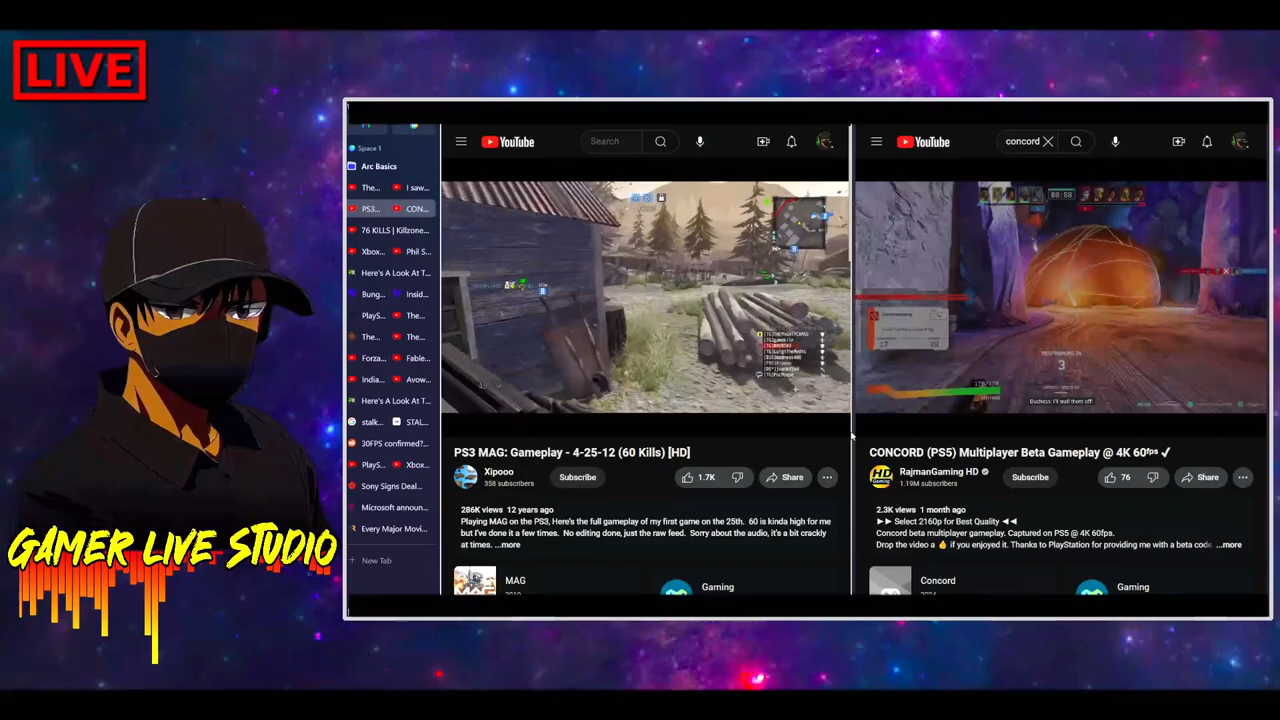 LIVE
GAMER LIVE STUDIO
Space 1
Arc Basics
The...
I saw...
PS3...
CON...
76 KILLS | Killzone...
Xbox...
Phil S...
Here's A Look At T...
Bung...
Insid...
PlayS...
The...
The...
The...
Forza...
Fable...
India...
Avow...
Here's A Look At T...
stalk...
STAL...
30FPS confirmed?...
PlayS...
Xbox...
Sony Signs Deal...
Microsoft announ...
Every Major Movi...
New Tab
YouTube
Search
PS3 MAG: Gameplay - 4-25-12 (60 Kills) [HD]
Xipooo
358 subscribers
Subscribe
1.7K
Share
286K views 12 years ago
Playing MAG on the PS3, Here's the full gameplay of my first game on the 25th. 60 is kinda high for me
but I've done it a few times. No editing done, just the raw feed. Sorry about the audio, it's a bit crackly
at times. ...more
MAG
Gaming
YouTube
concord
3
Duchess: I'll wall them off!
CONCORD (PS5) Multiplayer Beta Gameplay @ 4K 60ᶠᵖˢ ✔
HD Gaming
RajmanGaming HD
1.19M subscribers
Subscribe
76
Share
2.3K views 1 month ago
►► Select 2160p for Best Quality ◄◄
Concord beta multiplayer gameplay. Captured on PS5 @ 4K 60fps.
Drop the video a 👍 if you enjoyed it. Thanks to PlayStation for providing me with a beta code ...more
Concord
Gaming